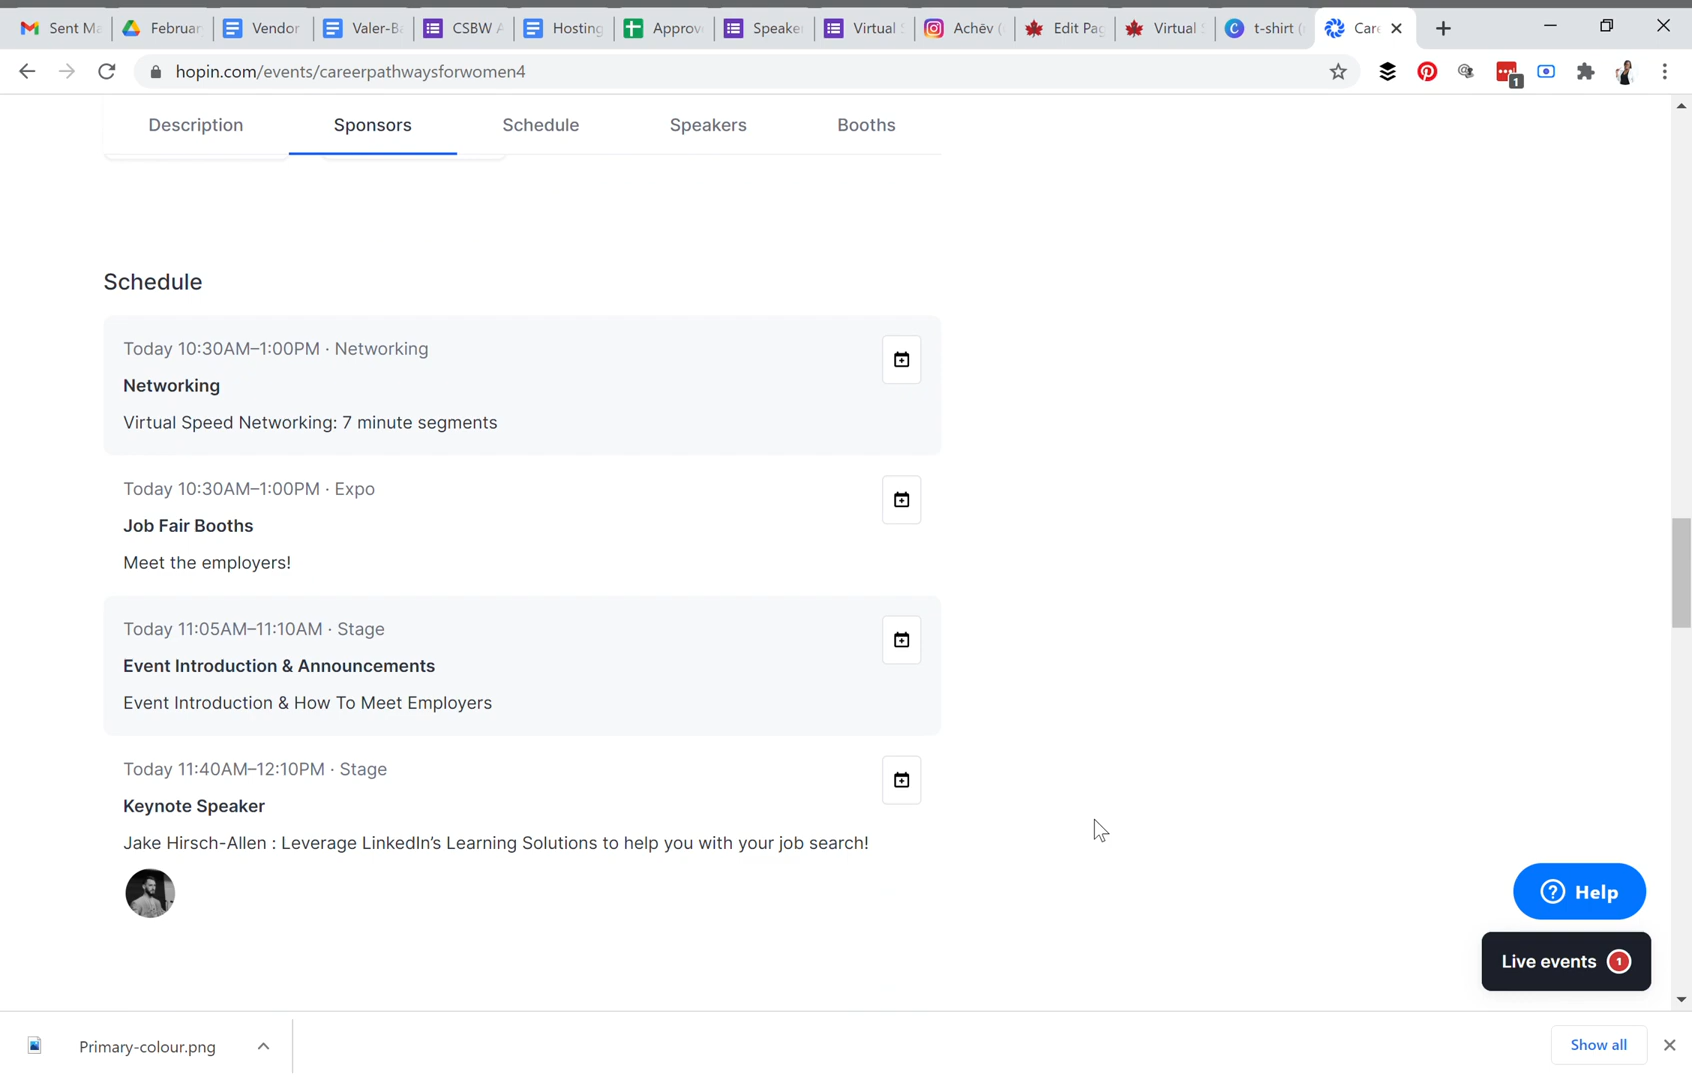 Sent Ma
Februar
Vendor
Valer-Ba
CSBW A
Hosting
Approv
Speaker
Virtual S
Achēv (
Edit Pag
Virtual S
t-shirt (
Care
hopin.com/events/careerpathwaysforwomen4
1
Description
Sponsors
Schedule
Speakers
Booths
Schedule
Today 10:30AM–1:00PM · Networking
Networking
Virtual Speed Networking: 7 minute segments
Today 10:30AM–1:00PM · Expo
Job Fair Booths
Meet the employers!
Today 11:05AM–11:10AM · Stage
Event Introduction & Announcements
Event Introduction & How To Meet Employers
Today 11:40AM–12:10PM · Stage
Keynote Speaker
Jake Hirsch-Allen : Leverage LinkedIn’s Learning Solutions to help you with your job search!
Help
Live events 1
Primary-colour.png
Show all